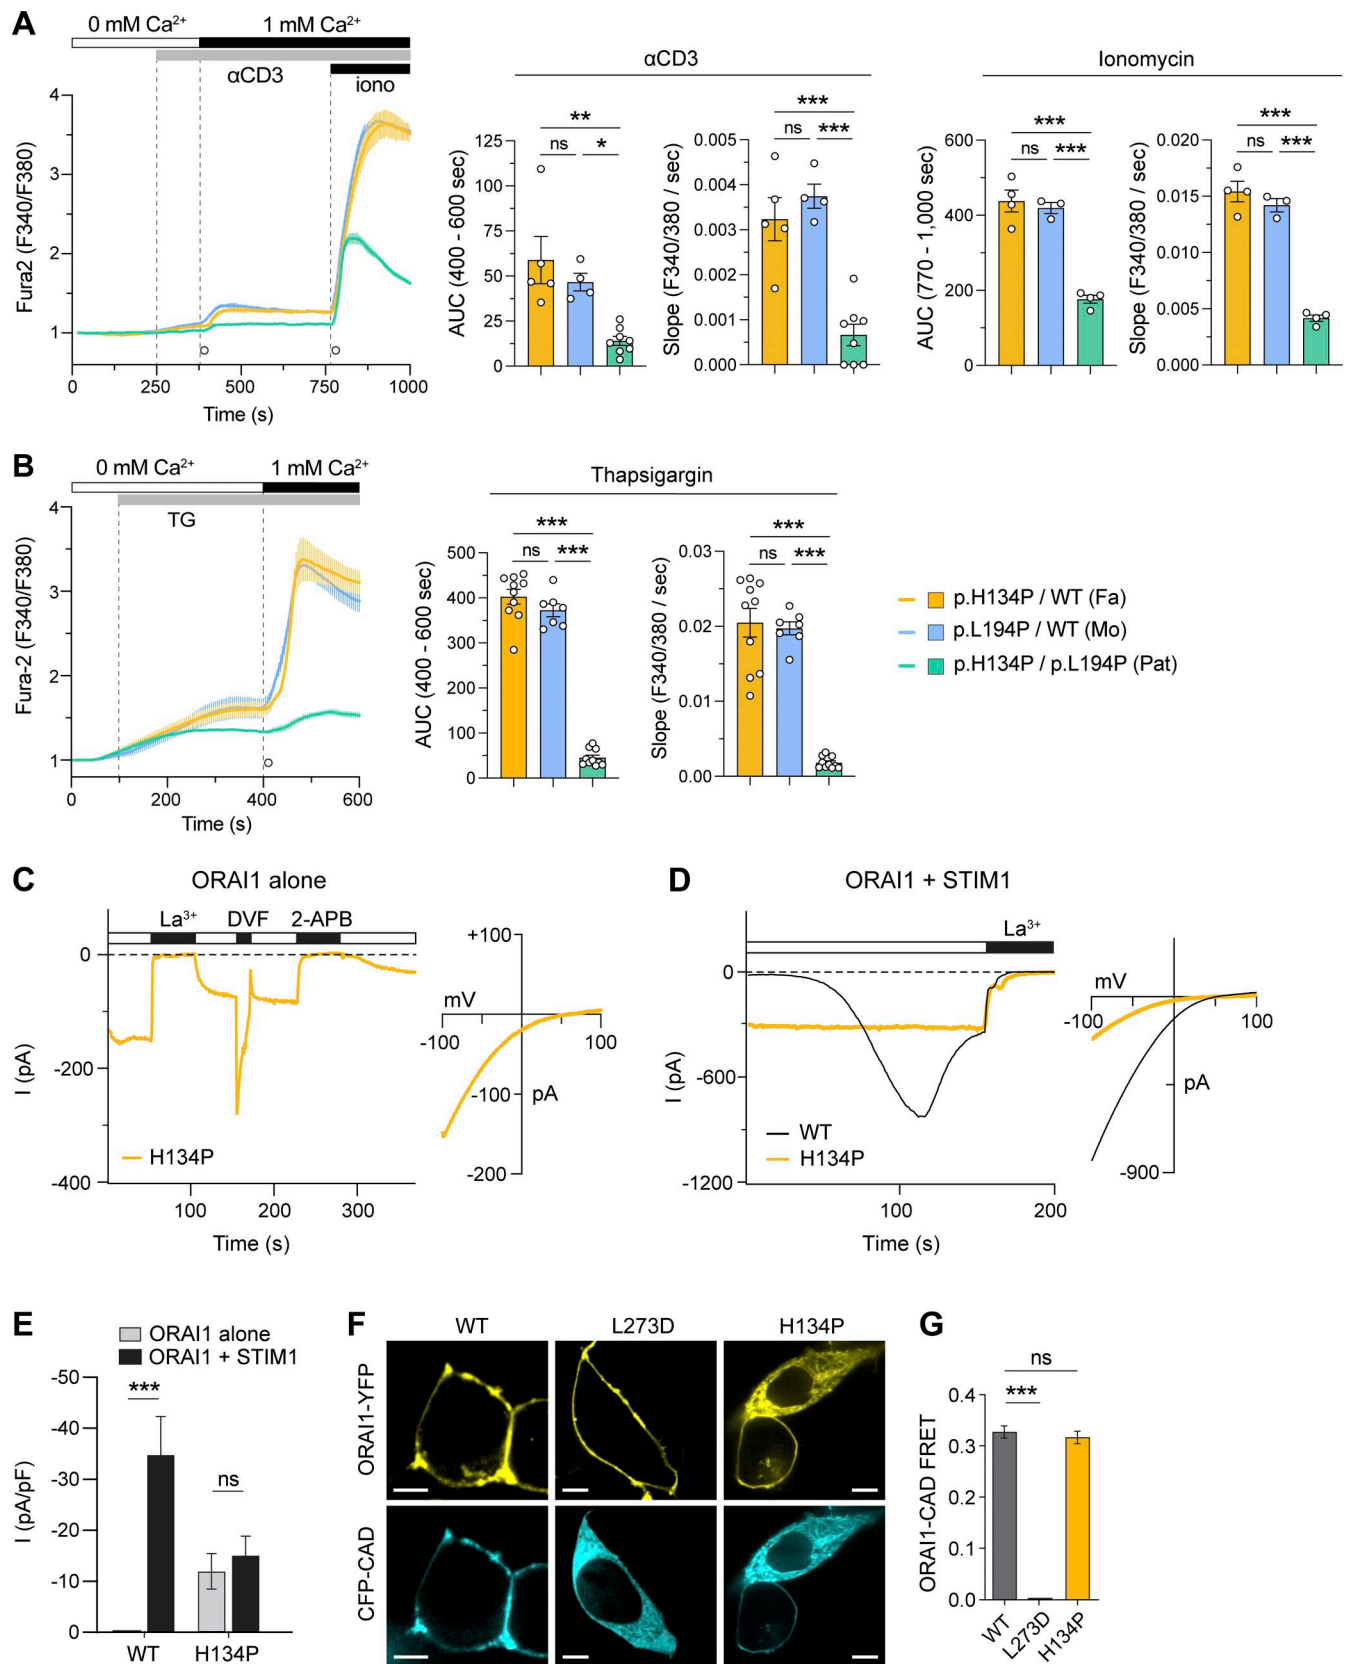 A
0 mM Ca²⁺
1 mM Ca²⁺
αCD3
iono
Fura2 (F340/F380)
4
3
2
1
0
250
500
750
1000
Time (s)
αCD3
AUC (400 - 600 sec)
125
100
75
50
25
0
**
ns
*
Slope (F340/380 / sec)
0.005
0.004
0.003
0.002
0.001
0.000
***
ns
***
Ionomycin
AUC (770 - 1,000 sec)
600
400
200
0
***
ns
***
Slope (F340/380 / sec)
0.020
0.015
0.010
0.005
0.000
***
ns
***
B
0 mM Ca²⁺
1 mM Ca²⁺
TG
Fura-2 (F340/F380)
4
3
2
1
0
200
400
600
Time (s)
Thapsigargin
AUC (400 - 600 sec)
500
400
300
200
100
0
***
ns
***
Slope (F340/380 / sec)
0.03
0.02
0.01
0.00
***
ns
***
p.H134P / WT (Fa)
p.L194P / WT (Mo)
p.H134P / p.L194P (Pat)
C
ORAI1 alone
La³⁺
DVF
2-APB
I (pA)
0
-200
-400
H134P
100
200
300
Time (s)
+100
mV
-100
100
-100
pA
-200
D
ORAI1 + STIM1
La³⁺
I (pA)
0
-600
-1200
WT
H134P
100
200
Time (s)
mV
-100
100
pA
-900
E
ORAI1 alone
ORAI1 + STIM1
I (pA/pF)
-50
-40
-30
-20
-10
0
***
ns
WT
H134P
F
WT
L273D
H134P
ORAI1-YFP
CFP-CAD
G
ORAI1-CAD FRET
0.4
0.3
0.2
0.1
0.0
ns
***
WT
L273D
H134P